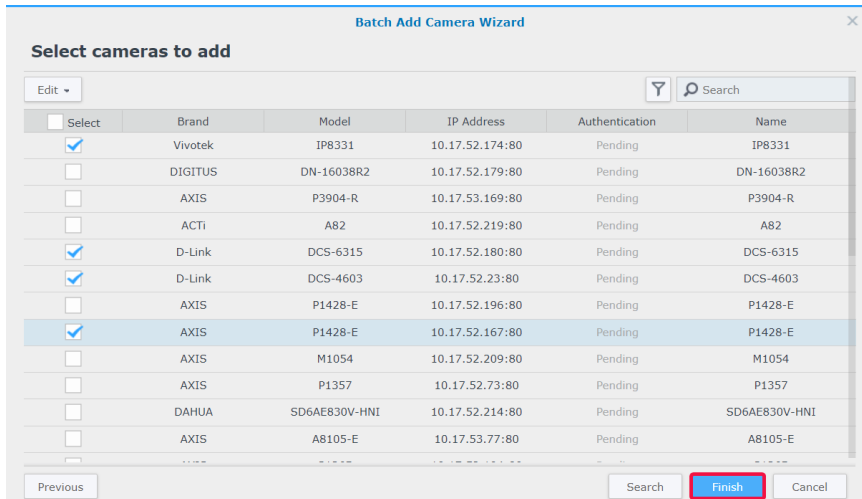 Batch Add Camera Wizard
Select cameras to add
Edit Search
Select Brand Model IP Address Authentication Name
Vivotek IP8331 10.17.52.174:80 Pending IP8331
DIGITUS DN-16038R2 10.17.52.179:80 Pending DN-16038R2
AXIS P3904-R 10.17.53.169:80 Pending P3904-R
ACTi A82 10.17.52.219:80 Pending A82
D-Link DCS-6315 10.17.52.180:80 Pending DCS-6315
D-Link DCS-4603 10.17.52.23:80 Pending DCS-4603
AXIS P1428-E 10.17.52.196:80 Pending P1428-E
AXIS P1428-E 10.17.52.167:80 Pending P1428-E
AXIS M1054 10.17.52.209:80 Pending M1054
AXIS P1357 10.17.52.73:80 Pending P1357
DAHUA SD6AE830V-HNI 10.17.52.214:80 Pending SD6AE830V-HNI
AXIS A8105-E 10.17.53.77:80 Pending A8105-E
Previous Search Finish Cancel